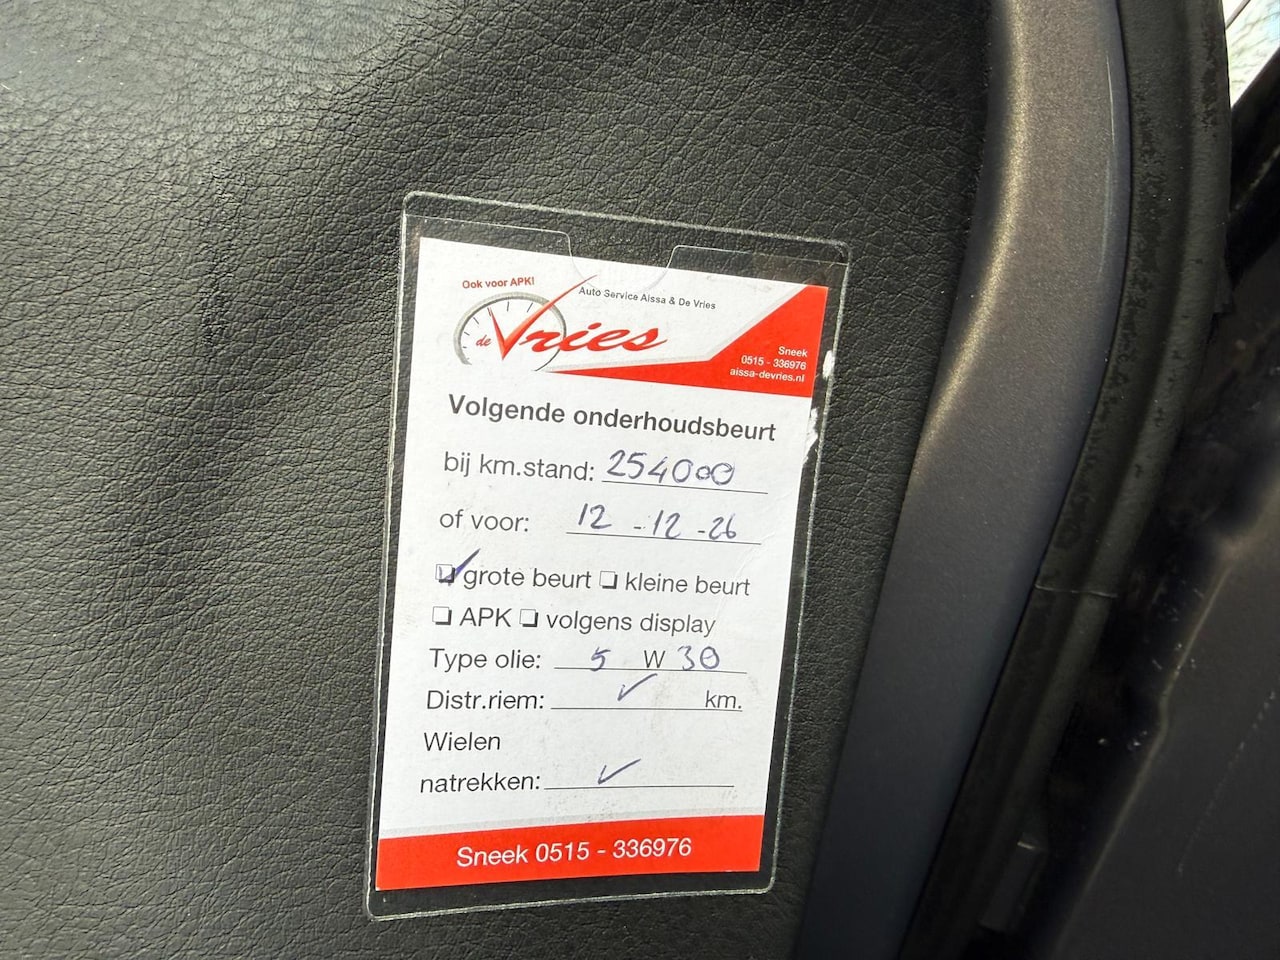 Ook voor APK!
Auto Service Aissa & De Vries
de Vries
Sneek
0515 - 336976
aissa-devries.nl
Volgende onderhoudsbeurt
bij km.stand: 254000
of voor: 12 - 12 - 26
grote beurt kleine beurt
APK volgens display
Type olie: 5 W 30
Distr.riem: ✓ km.
Wielen
natrekken: ✓
Sneek 0515 - 336976